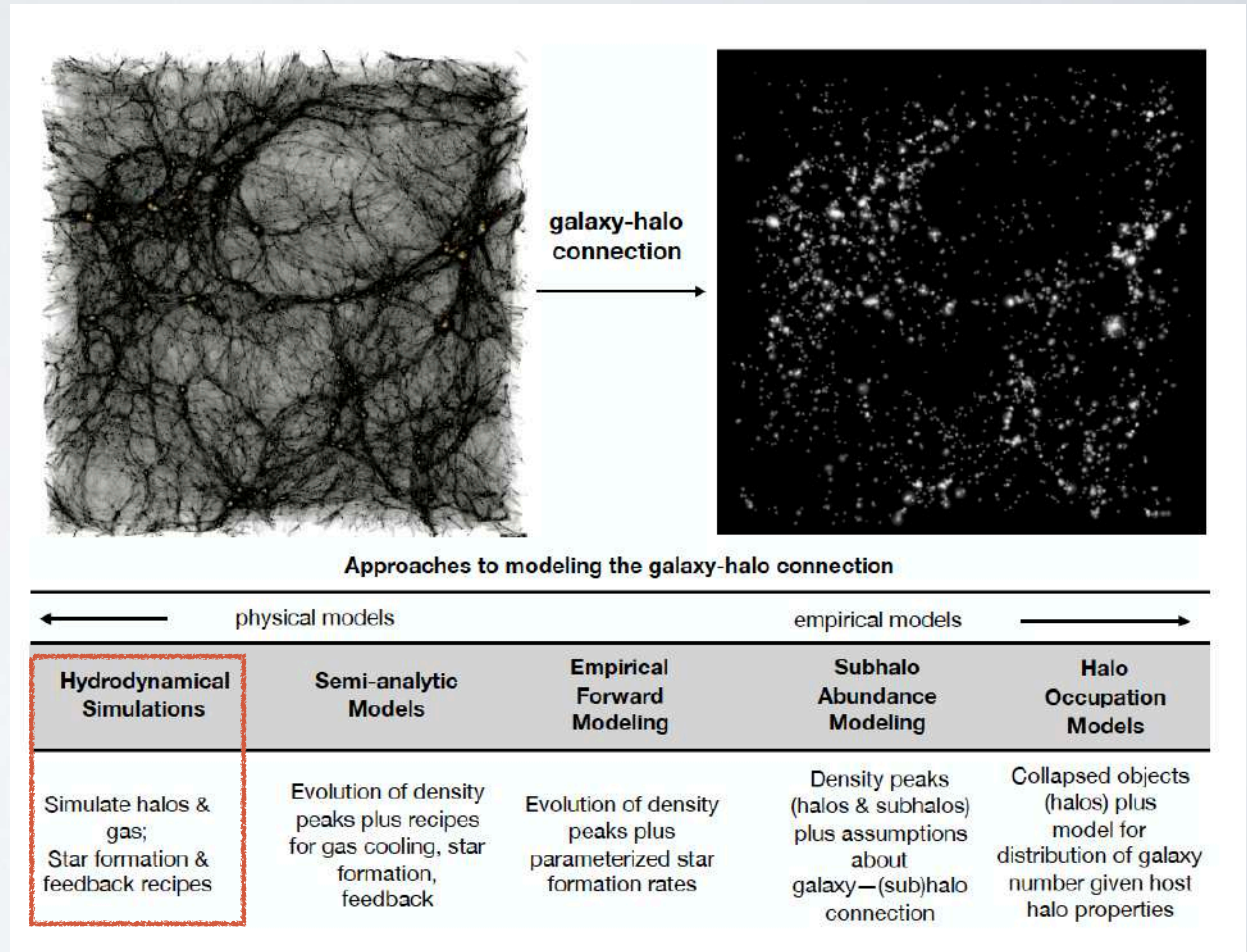 galaxy-halo
connection
Approaches to modeling the galaxy-halo connection
physical models
empirical models
Hydrodynamical
Simulations
Semi-analytic
Models
Empirical
Forward
Modeling
Subhalo
Abundance
Modeling
Halo
Occupation
Models
Simulate halos &
gas;
Star formation &
feedback recipes
Evolution of density
peaks plus recipes
for gas cooling, star
formation,
feedback
Evolution of density
peaks plus
parameterized star
formation rates
Density peaks
(halos & subhalos)
plus assumptions
about
galaxy—(sub)halo
connection
Collapsed objects
(halos) plus
model for
distribution of galaxy
number given host
halo properties